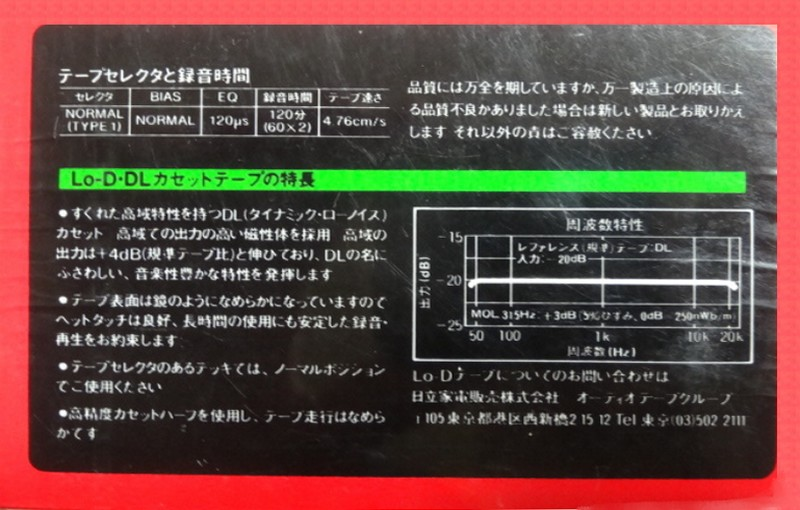 テープセレクタと録音時間
セレクタ BIAS EQ 録音時間 テープ速さ
NORMAL (TYPE I) NORMAL 120μs 120分 (60×2) 4.76cm/s
品質には万全を期していますが、万一製造上の原因によ
る品質不良がありました場合は新しい製品とお取りかえ
します それ以外の責はご容赦ください
Lo-D・DLカセットテープの特長
●すぐれた高域特性を持つDL(ダイナミック・ローノイズ)
カセット 高域での出力の高い磁性体を採用 高域の
出力は+4dB(規準テープ比)と伸びており、DLの名に
ふさわしい、音楽性豊かな特性を発揮します
●テープ表面は鏡のようになめらかになっていますので
ヘッドタッチは良好、長時間の使用にも安定した録音・
再生をお約束します
●テープセレクタのあるデッキでは、ノーマルポジション
でご使用ください
●高精度カセットハーフを使用し、テープ走行はなめら
かです
周波数特性
レファレンス(規準)テープ:DL
入力:-20dB
出力(dB)
-15
-20
-25
MOL 315Hz:+3dB(5%ひずみ、0dB 250nWb/m)
50 100 1k 10k 20k
周波数(Hz)
Lo-Dテープについてのお問い合わせは
日立家電販売株式会社 オーディオテープグループ
〒105東京都港区西新橋2 15 12 Tel 東京(03)502 2111